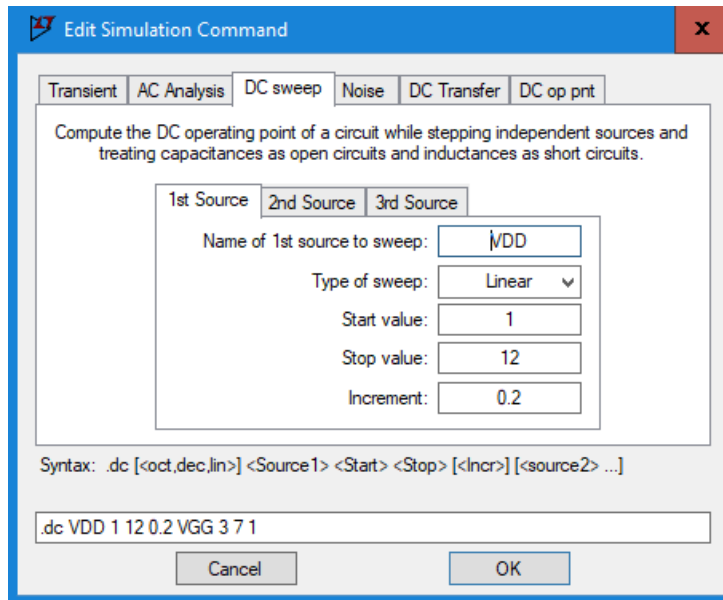 Edit Simulation Command
x
Transient AC Analysis DC sweep Noise DC Transfer DC op pnt
Compute the DC operating point of a circuit while stepping independent sources and
treating capacitances as open circuits and inductances as short circuits.
1st Source 2nd Source 3rd Source
Name of 1st source to sweep: VDD
Type of sweep: Linear
Start value: 1
Stop value: 12
Increment: 0.2
Syntax: .dc [<oct,dec,lin>] <Source1> <Start> <Stop> [<Incr>] [<source2> ...]
.dc VDD 1 12 0.2 VGG 3 7 1
Cancel OK